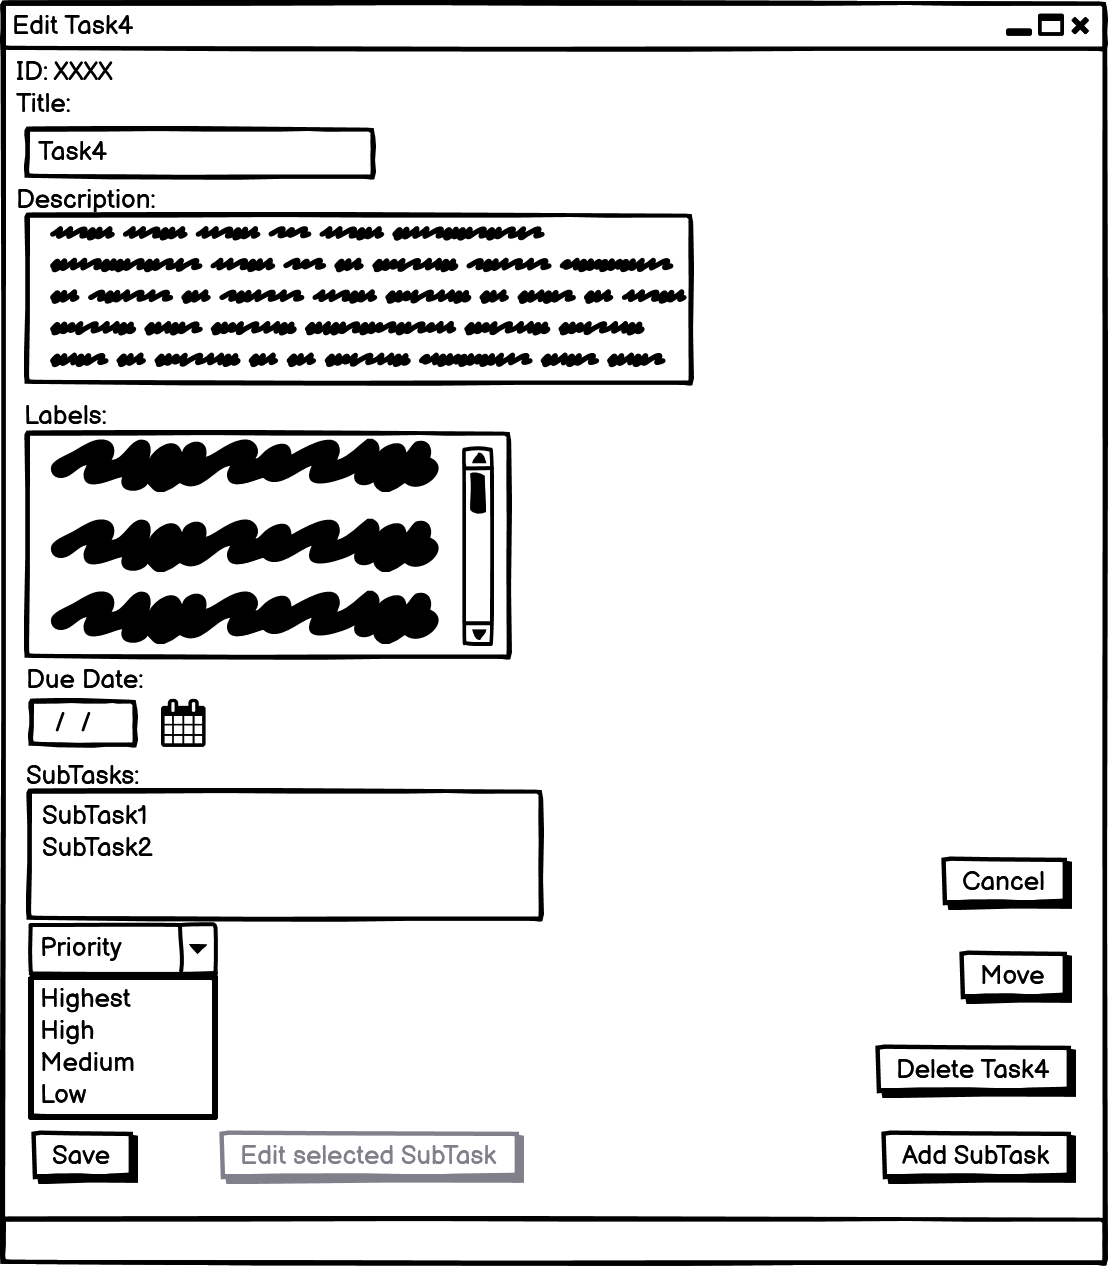 Edit Task4
ID: XXXX
Title:
Task4
Description:
Labels:
Due Date:
/ /
SubTasks:
SubTask1
SubTask2
Cancel
Priority
Move
Highest
High
Medium
Low
Delete Task4
Save
Edit selected SubTask
Add SubTask